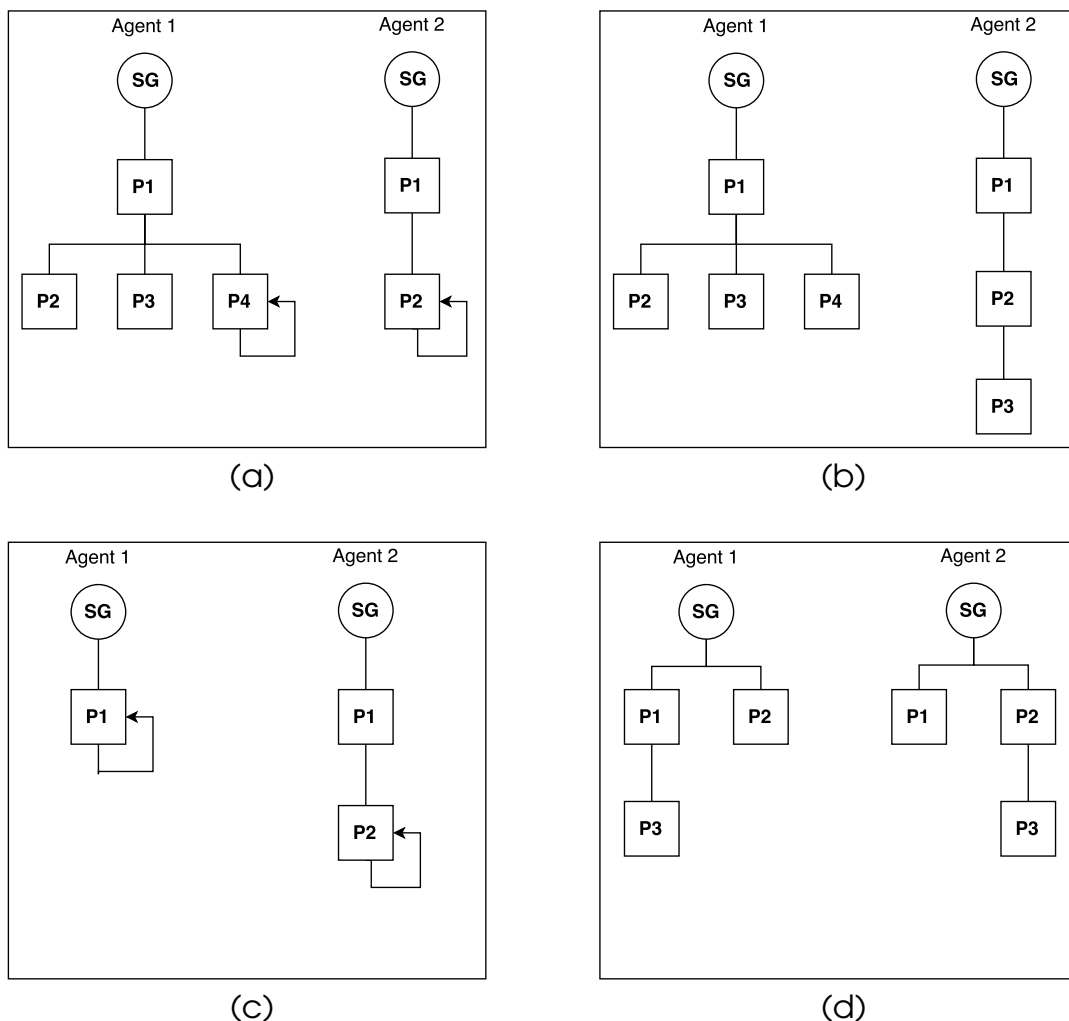 Agent 1 Agent 2
SG SG
P1 P1
P2 P3 P4 P2
(a)
Agent 1 Agent 2
SG SG
P1 P1
P2 P3 P4 P2
P3
(b)
Agent 1 Agent 2
SG SG
P1 P1
P2
(c)
Agent 1 Agent 2
SG SG
P1 P2 P1 P2
P3 P3
(d)